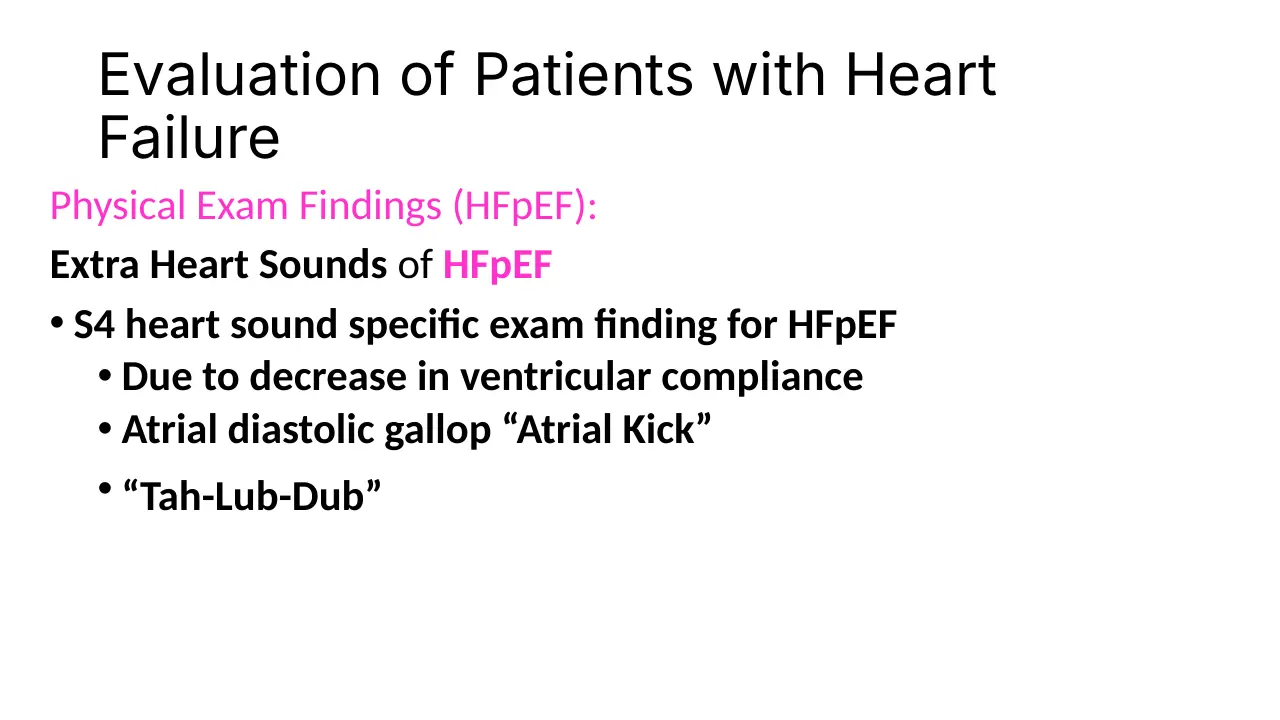 Evaluation of Patients with Heart
Failure
Physical Exam Findings (HFpEF):
Extra Heart Sounds of HFpEF
• S4 heart sound specific exam finding for HFpEF
• Due to decrease in ventricular compliance
• Atrial diastolic gallop “Atrial Kick”
• “Tah-Lub-Dub”